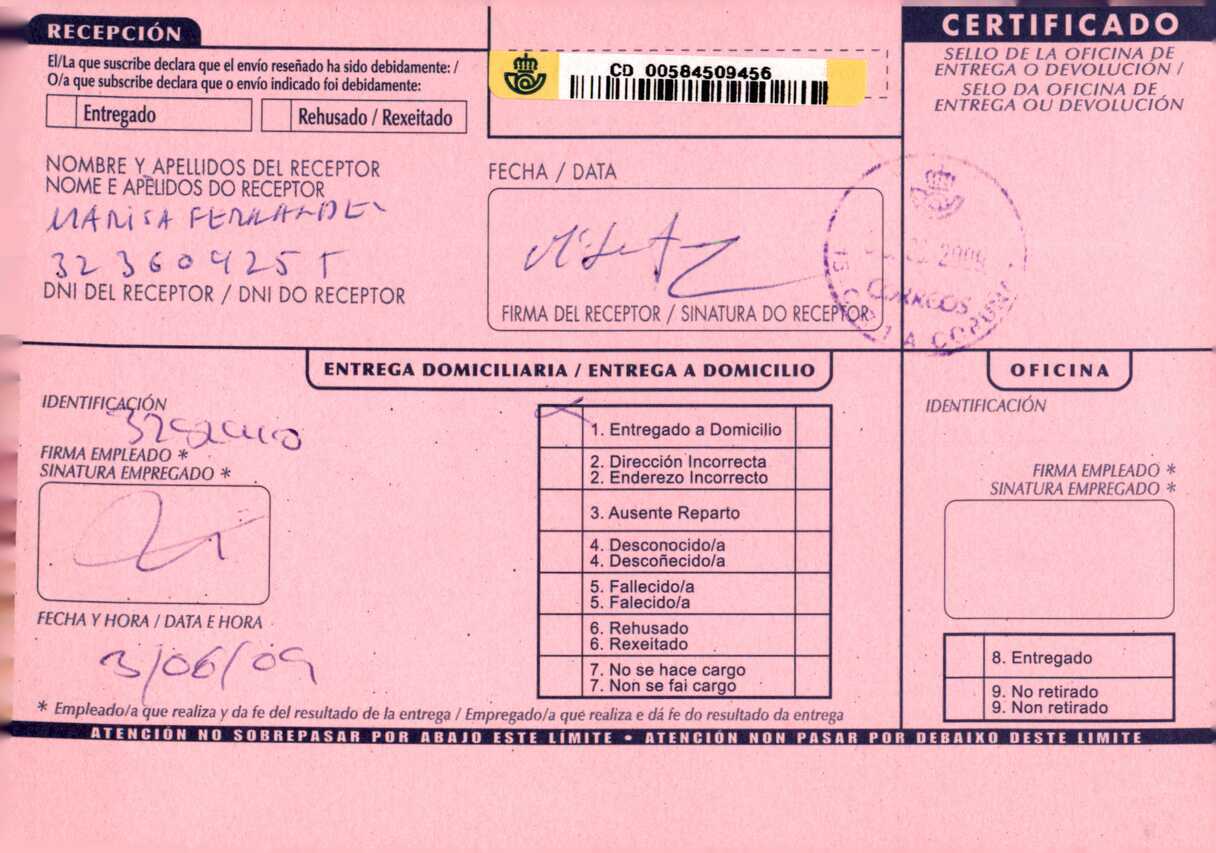 RECEPCIÓN
El/La que suscribe declara que el envío reseñado ha sido debidamente: /
O/a que subscribe declara que o envío indicado foi debidamente:
Entregado
Rehusado / Rexeitado
CD 00584509456
CERTIFICADO
SELLO DE LA OFICINA DE
ENTREGA O DEVOLUCIÓN /
SELO DA OFICINA DE
ENTREGA OU DEVOLUCIÓN
NOMBRE Y APELLIDOS DEL RECEPTOR
NOME E APELIDOS DO RECEPTOR
MARISA FERNANDEZ
32360425T
DNI DEL RECEPTOR / DNI DO RECEPTOR
FECHA / DATA
FIRMA DEL RECEPTOR / SINATURA DO RECEPTOR
2009
CORREOS
A CORUÑA
ENTREGA DOMICILIARIA / ENTREGA A DOMICILIO
IDENTIFICACIÓN
FIRMA EMPLEADO *
SINATURA EMPREGADO *
FECHA Y HORA / DATA E HORA
3/06/09
1. Entregado a Domicilio
2. Dirección Incorrecta
2. Enderezo Incorrecto
3. Ausente Reparto
4. Desconocido/a
4. Descoñecido/a
5. Fallecido/a
5. Falecido/a
6. Rehusado
6. Rexeitado
7. No se hace cargo
7. Non se fai cargo
OFICINA
IDENTIFICACIÓN
FIRMA EMPLEADO *
SINATURA EMPREGADO *
8. Entregado
9. No retirado
9. Non retirado
* Empleado/a que realiza y da fe del resultado de la entrega / Empregado/a que realiza e dá fe do resultado da entrega
ATENCIÓN NO SOBREPASAR POR ABAJO ESTE LÍMITE • ATENCIÓN NON PASAR POR DEBAIXO DESTE LIMITE